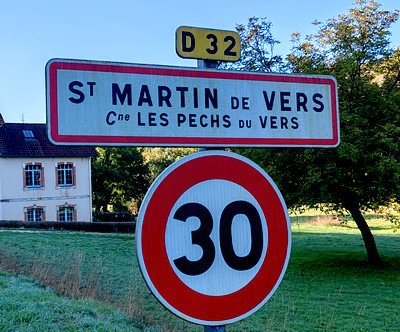 D 32
Sᵀ MARTIN DE VERS
Cⁿᵉ LES PECHS DU VERS
30